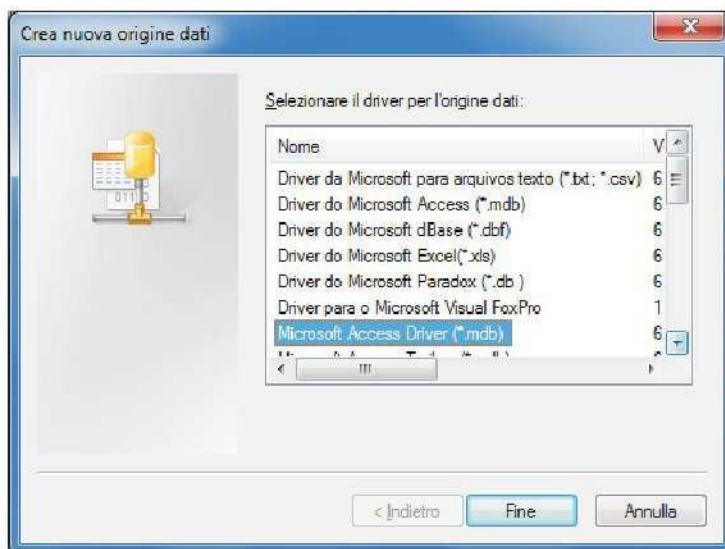 Crea nuova origine dati
Selezionare il driver per l'origine dati:
Nome V
Driver da Microsoft para arquivos texto (*.txt; *.csv) 6
Driver do Microsoft Access (*.mdb) 6
Driver do Microsoft dBase (*.dbf) 6
Driver do Microsoft Excel(*.xls) 6
Driver do Microsoft Paradox (*.db ) 6
Driver para o Microsoft Visual FoxPro 1
Microsoft Access Driver (*.mdb) 6
< Indietro Fine Annulla